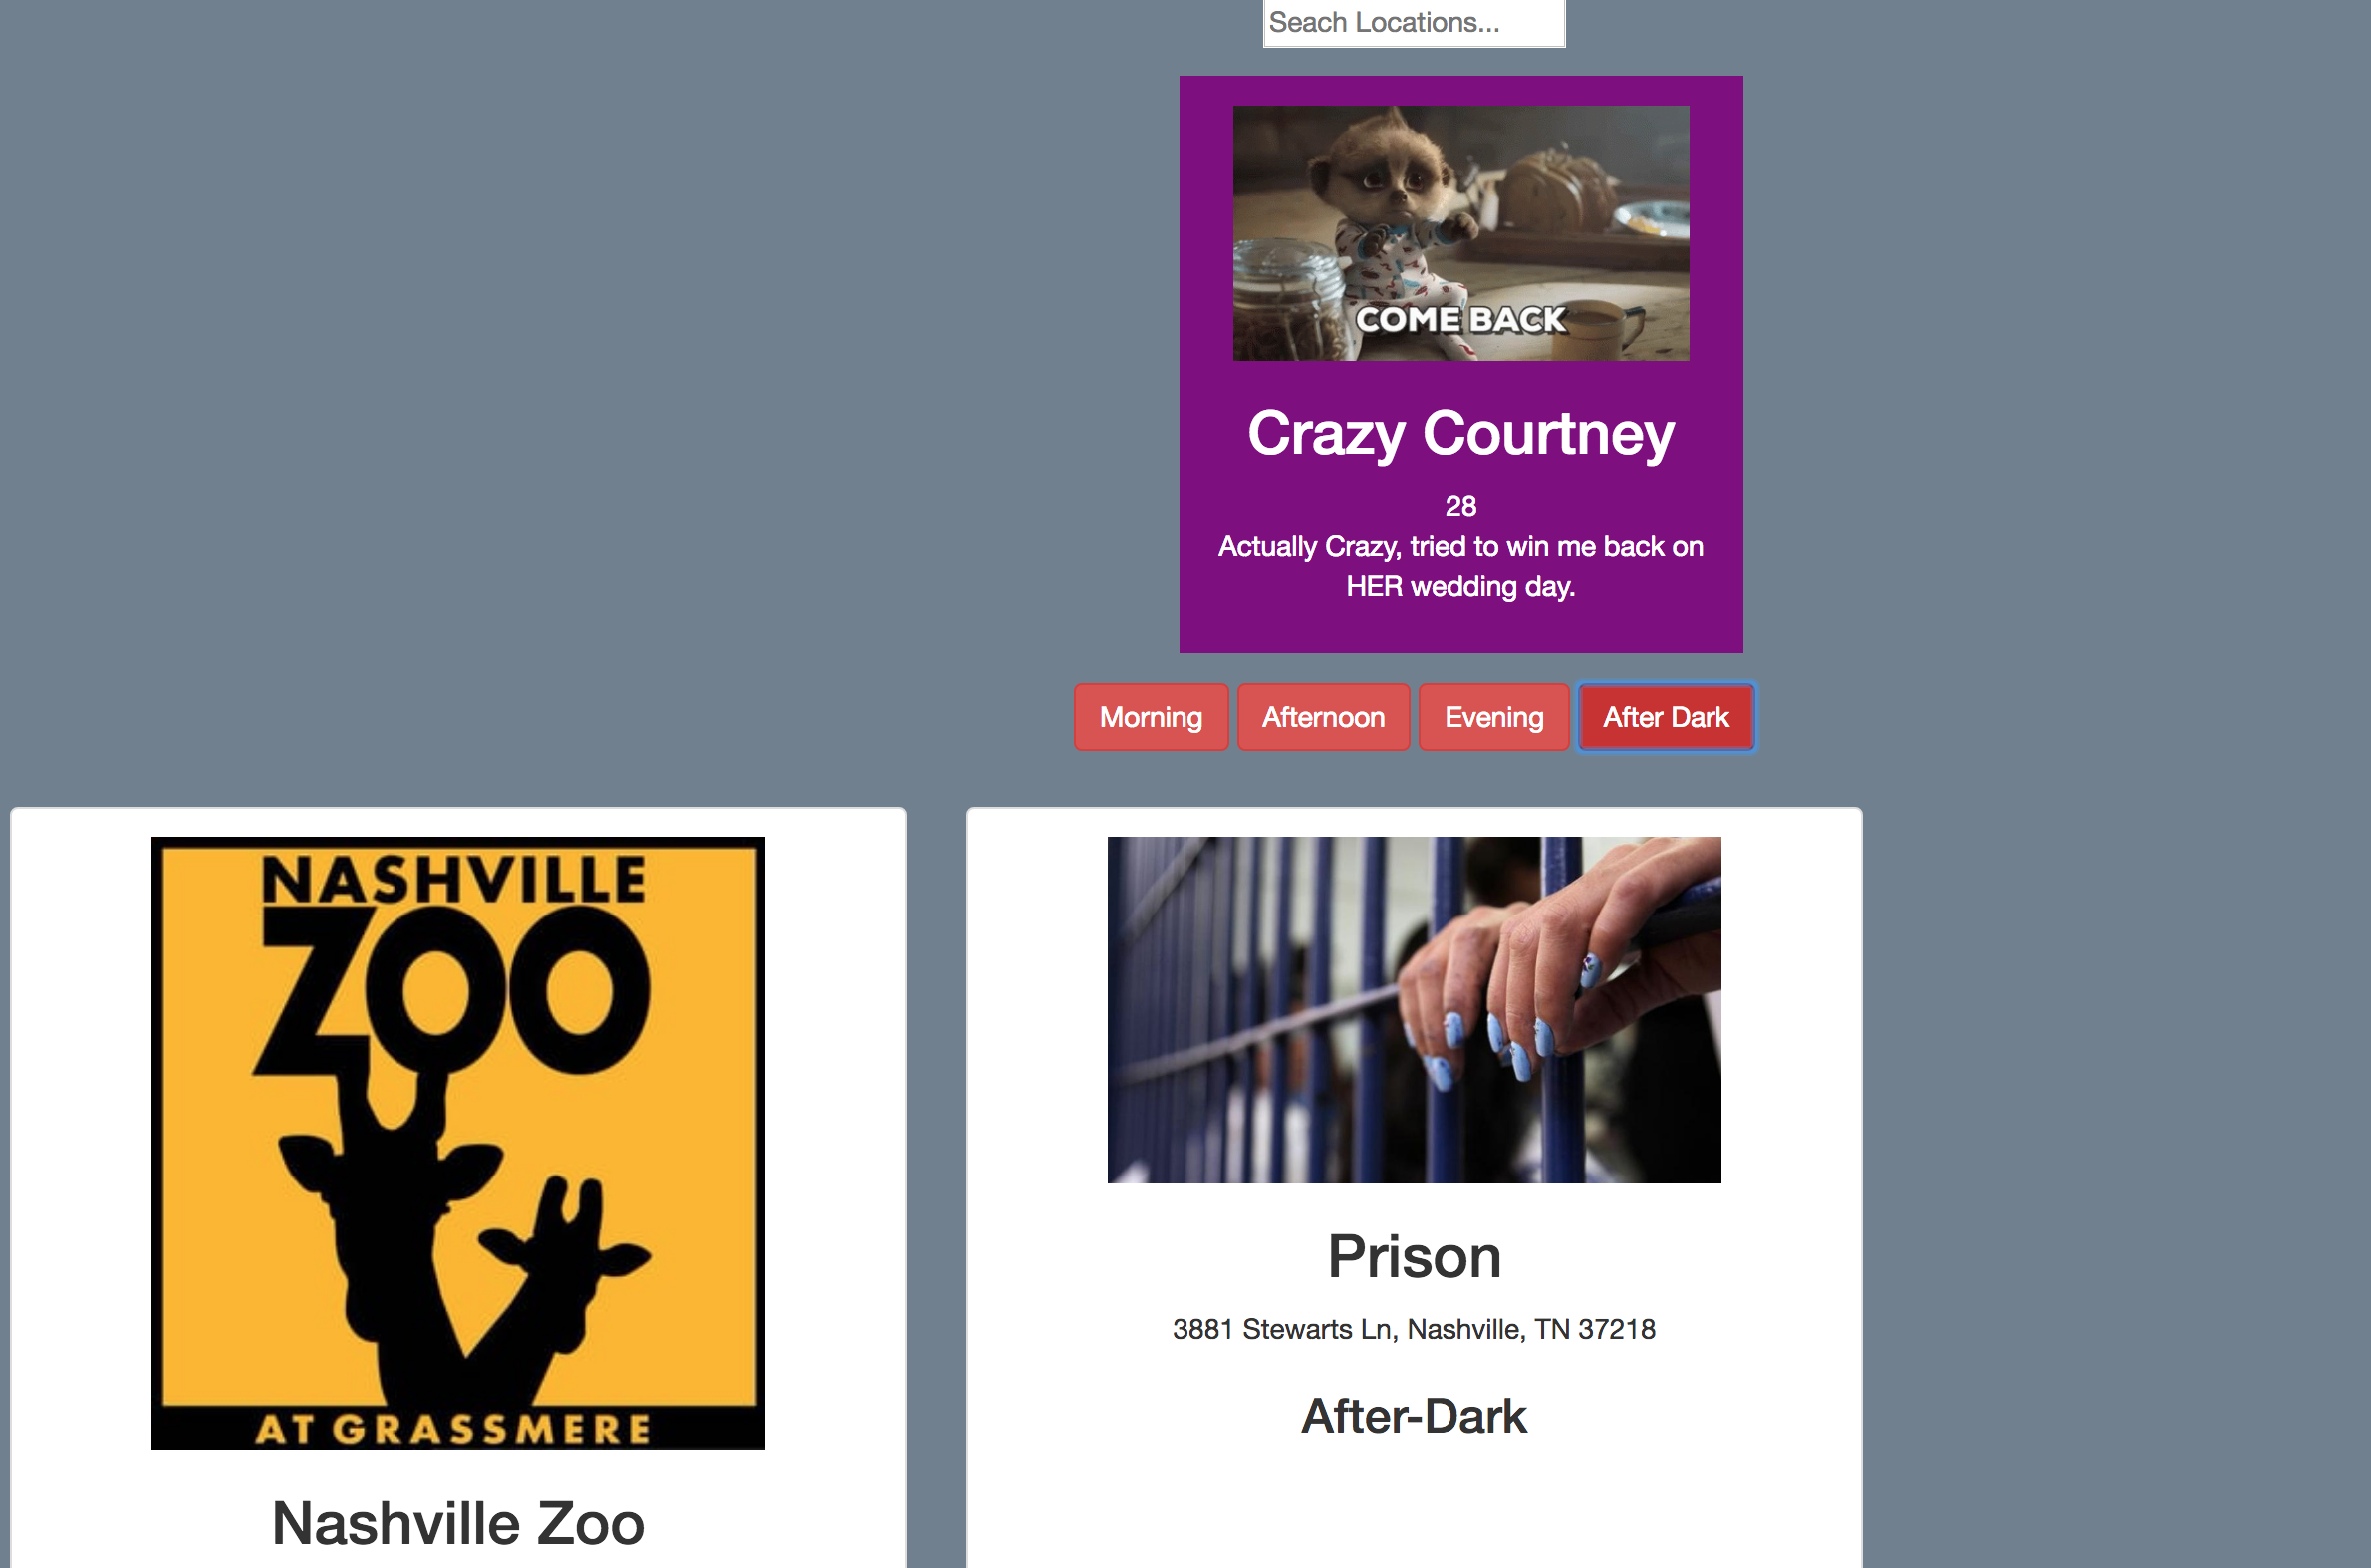 Seach Locations...
COME BACK
Crazy Courtney
28
Actually Crazy, tried to win me back on
HER wedding day.
Morning Afternoon Evening After Dark
NASHVILLE
ZOO
AT GRASSMERE
Nashville Zoo
Prison
3881 Stewarts Ln, Nashville, TN 37218
After-Dark